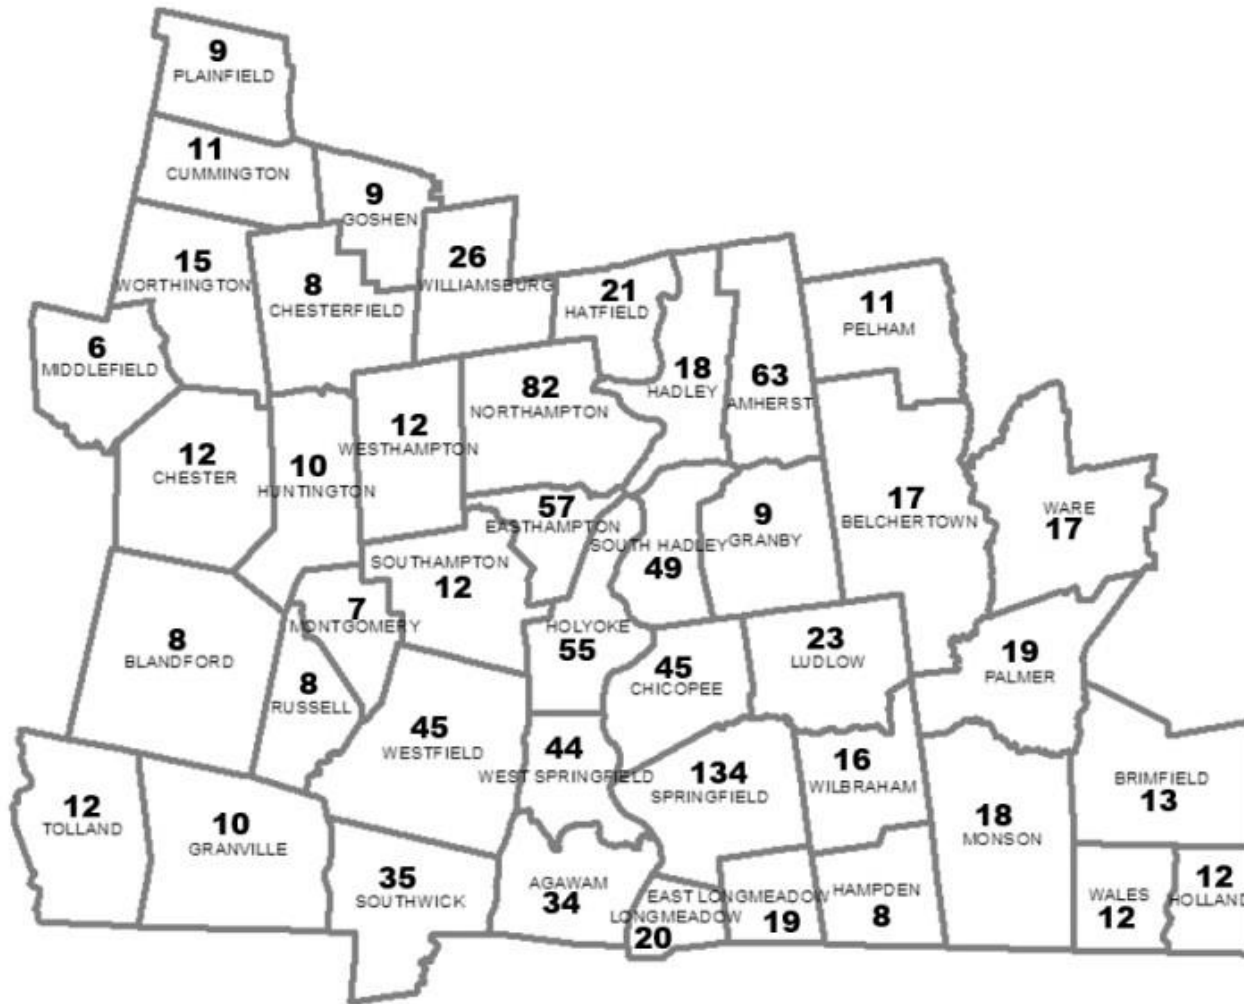 9
PLAINFIELD
11
CUMMINGTON
9
GOSHEN
15
WORTHINGTON
8
CHESTERFIELD
26
WILLIAMSBURG
21
HATFIELD
11
PELHAM
6
MIDDLEFIELD
18
HADLEY
63
AMHERST
82
NORTHAMPTON
12
WESTHAMPTON
12
CHESTER
10
HUNTINGTON
57
EASTHAMPTON
SOUTH HADLEY
49
9
GRANBY
17
BELCHERTOWN
WARE
17
SOUTHAMPTON
12
7
MONTGOMERY
HOLYOKE
55
8
BLANDFORD
8
RUSSELL
45
CHICOPEE
23
LUDLOW
19
PALMER
45
WESTFIELD
44
WEST SPRINGFIELD
134
SPRINGFIELD
16
WILBRAHAM
BRIMFIELD
13
12
TOLLAND
10
GRANVILLE
18
MONSON
35
SOUTHWICK
AGAWAM
34
EAST LONGMEADOW
19
LONGMEADOW
20
HAMPDEN
8
WALES
12
12
HOLLAND